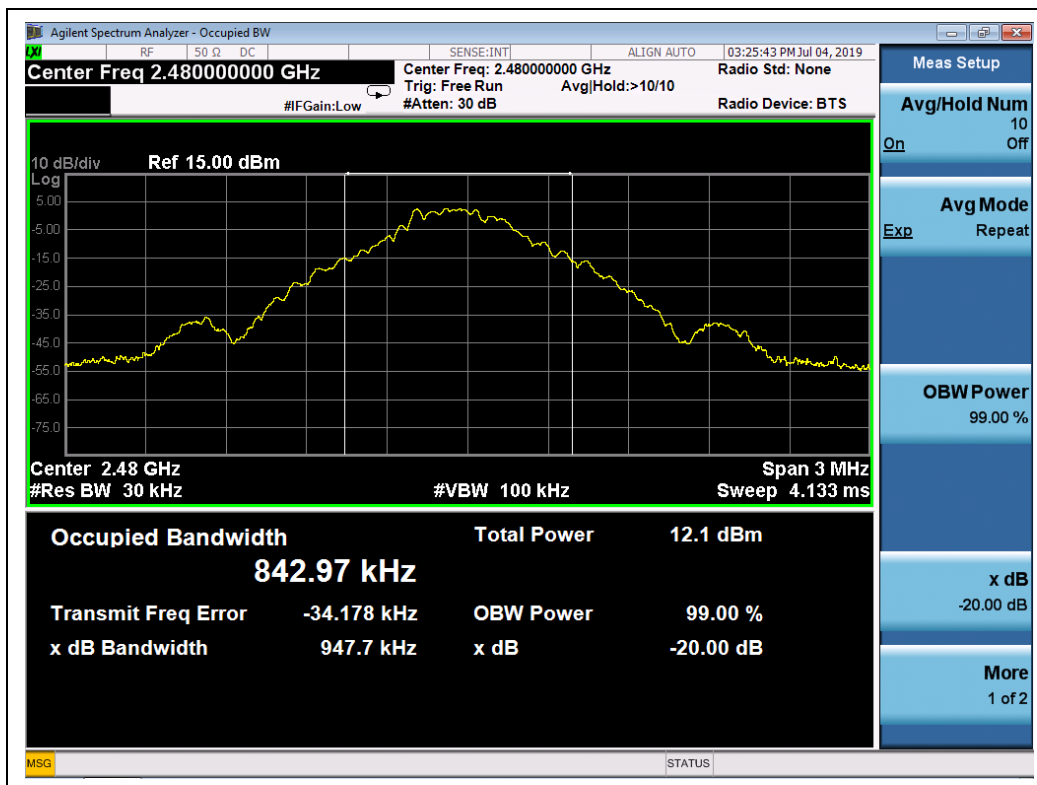 Agilent Spectrum Analyzer - Occupied BW
LXI RF 50 Ω DC SENSE:INT ALIGN AUTO 03:25:43 PM Jul 04, 2019
Center Freq 2.480000000 GHz
Center Freq: 2.480000000 GHz
Radio Std: None
Trig: Free Run Avg|Hold:>10/10
#IFGain:Low
#Atten: 30 dB
Radio Device: BTS
10 dB/div Ref 15.00 dBm
Log
5.00
-5.00
-15.0
-25.0
-35.0
-45.0
-55.0
-65.0
-75.0
Center 2.48 GHz Span 3 MHz
#Res BW 30 kHz #VBW 100 kHz Sweep 4.133 ms
Occupied Bandwidth Total Power 12.1 dBm
842.97 kHz
Transmit Freq Error -34.178 kHz OBW Power 99.00 %
x dB Bandwidth 947.7 kHz x dB -20.00 dB
MSG STATUS
Meas Setup
Avg/Hold Num
10
On Off
Avg Mode
Exp Repeat
OBW Power
99.00 %
x dB
-20.00 dB
More
1 of 2